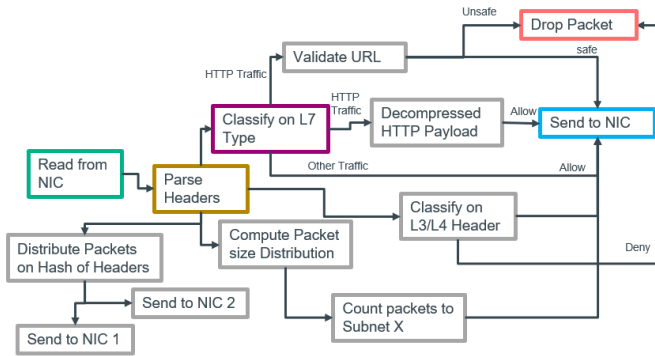 Unsafe
Drop Packet
Validate URL
safe
HTTP Traffic
HTTP
Traffic
Classify on L7
Type
Decompressed
HTTP Payload
Allow
Send to NIC
Read from
NIC
Parse
Headers
Other Traffic
Allow
Classify on
L3/L4 Header
Distribute Packets
on Hash of Headers
Compute Packet
size Distribution
Deny
Send to NIC 2
Count packets to
Subnet X
Send to NIC 1